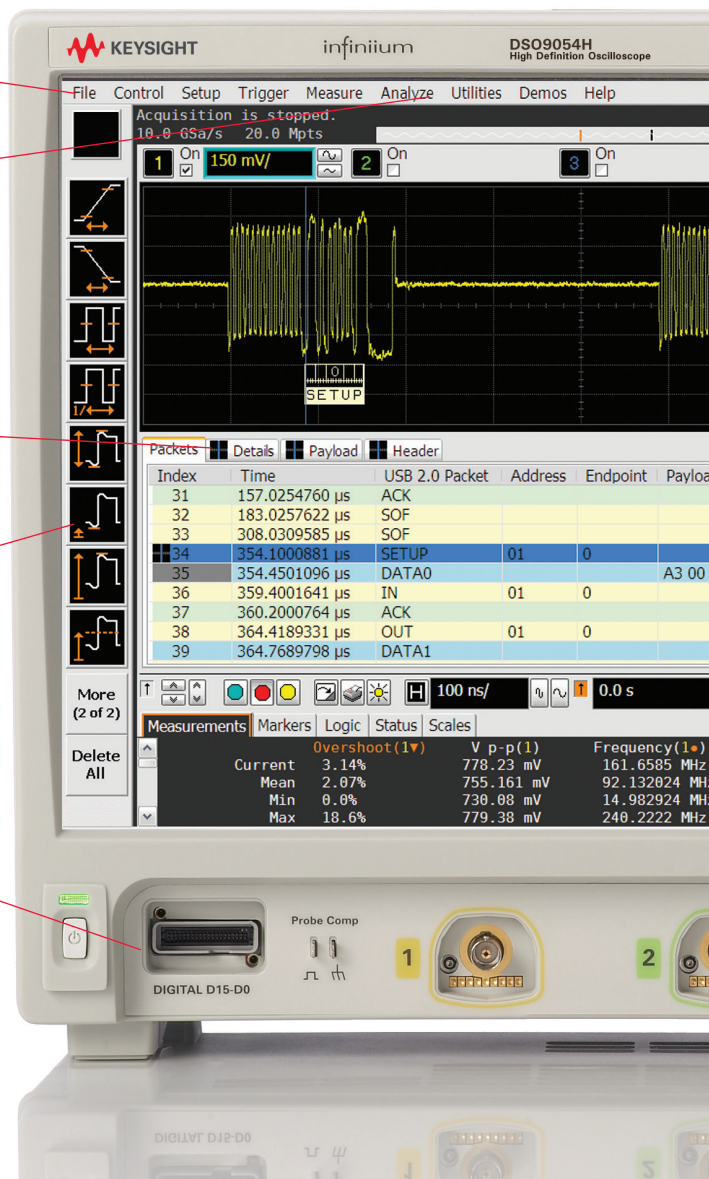 KEYSIGHT infiniium DSO9054H
High Definition Oscilloscope
File Control Setup Trigger Measure Analyze Utilities Demos Help
Acquisition is stopped.
10.0 GSa/s 20.0 Mpts
1 On 150 mV/ 2 On 3 On
0
SETUP
1/
Packets Details Payload Header
Index Time USB 2.0 Packet Address Endpoint Payloa
31 157.0254760 µs ACK
32 183.0257622 µs SOF
33 308.0309585 µs SOF
34 354.1000881 µs SETUP 01 0
35 354.4501096 µs DATA0 A3 00
36 359.4001641 µs IN 01 0
37 360.2000764 µs ACK
38 364.4189331 µs OUT 01 0
39 364.7689798 µs DATA1
More
(2 of 2)
Delete
All
H 100 ns/ 0.0 s
Measurements Markers Logic Status Scales
Overshoot(1▼) V p-p(1) Frequency(1●)
Current 3.14% 778.23 mV 161.6585 MHz
Mean 2.07% 755.161 mV 92.132024 MH
Min 0.0% 730.08 mV 14.982924 MH
Max 18.6% 779.38 mV 240.2222 MHz
Probe Comp
1 2
DIGITAL D15-D0